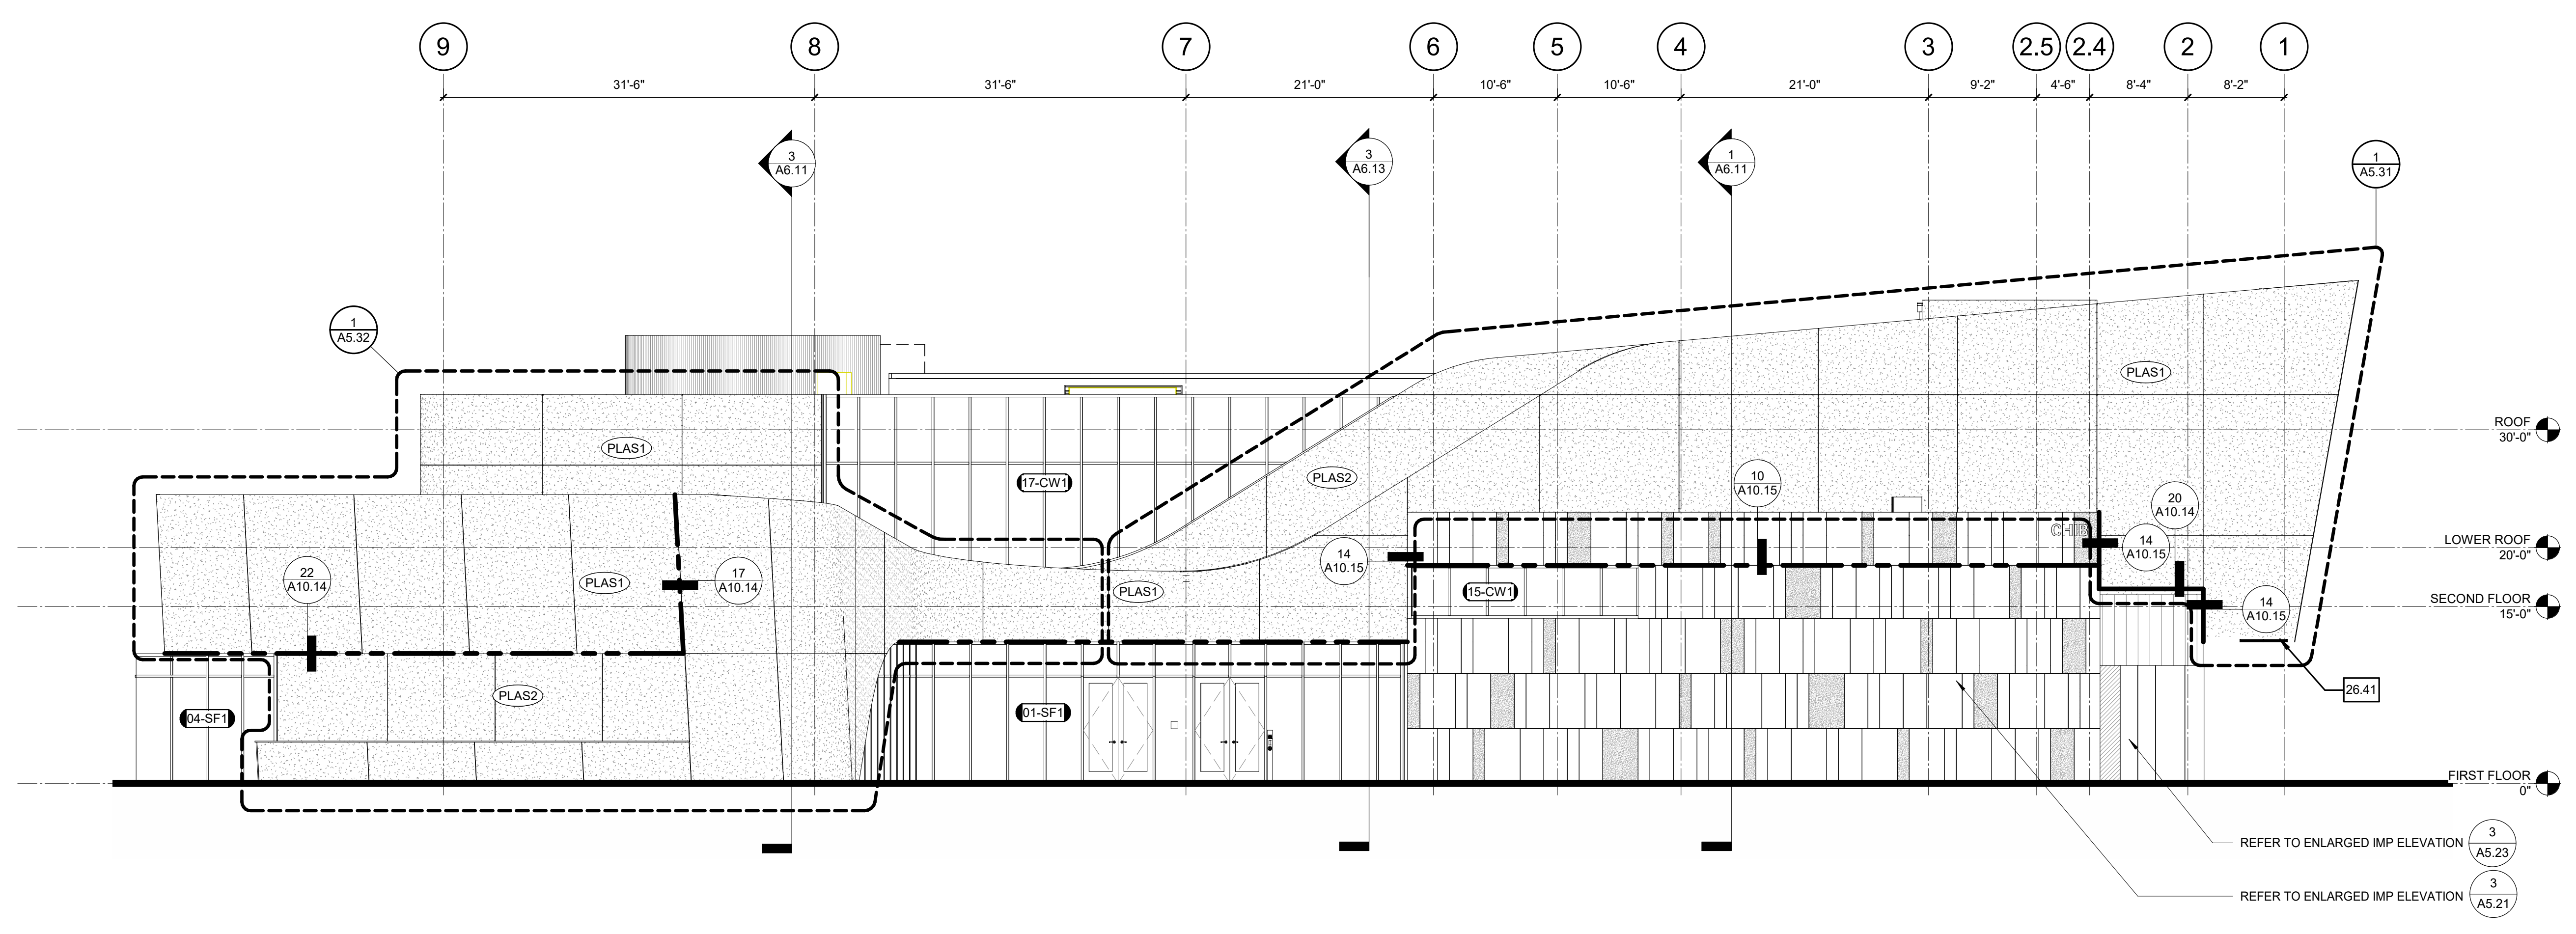 9
8
7
6
5
4
3
2.5
2.4
2
1
31'-6"
31'-6"
21'-0"
10'-6"
10'-6"
21'-0"
9'-2"
4'-6"
8'-4"
8'-2"
3
A6.11
3
A6.13
1
A6.11
1
A5.31
1
A5.32
PLAS1
ROOF
30'-0"
PLAS1
PLAS2
17-CW1
10
A10.15
20
A10.14
CHIB
LOWER ROOF
20'-0"
14
A10.15
14
A10.15
22
A10.14
PLAS1
17
A10.14
PLAS1
15-CW1
SECOND FLOOR
15'-0"
14
A10.15
PLAS2
26.41
04-SF1
01-SF1
FIRST FLOOR
0"
REFER TO ENLARGED IMP ELEVATION
3
A5.23
REFER TO ENLARGED IMP ELEVATION
3
A5.21